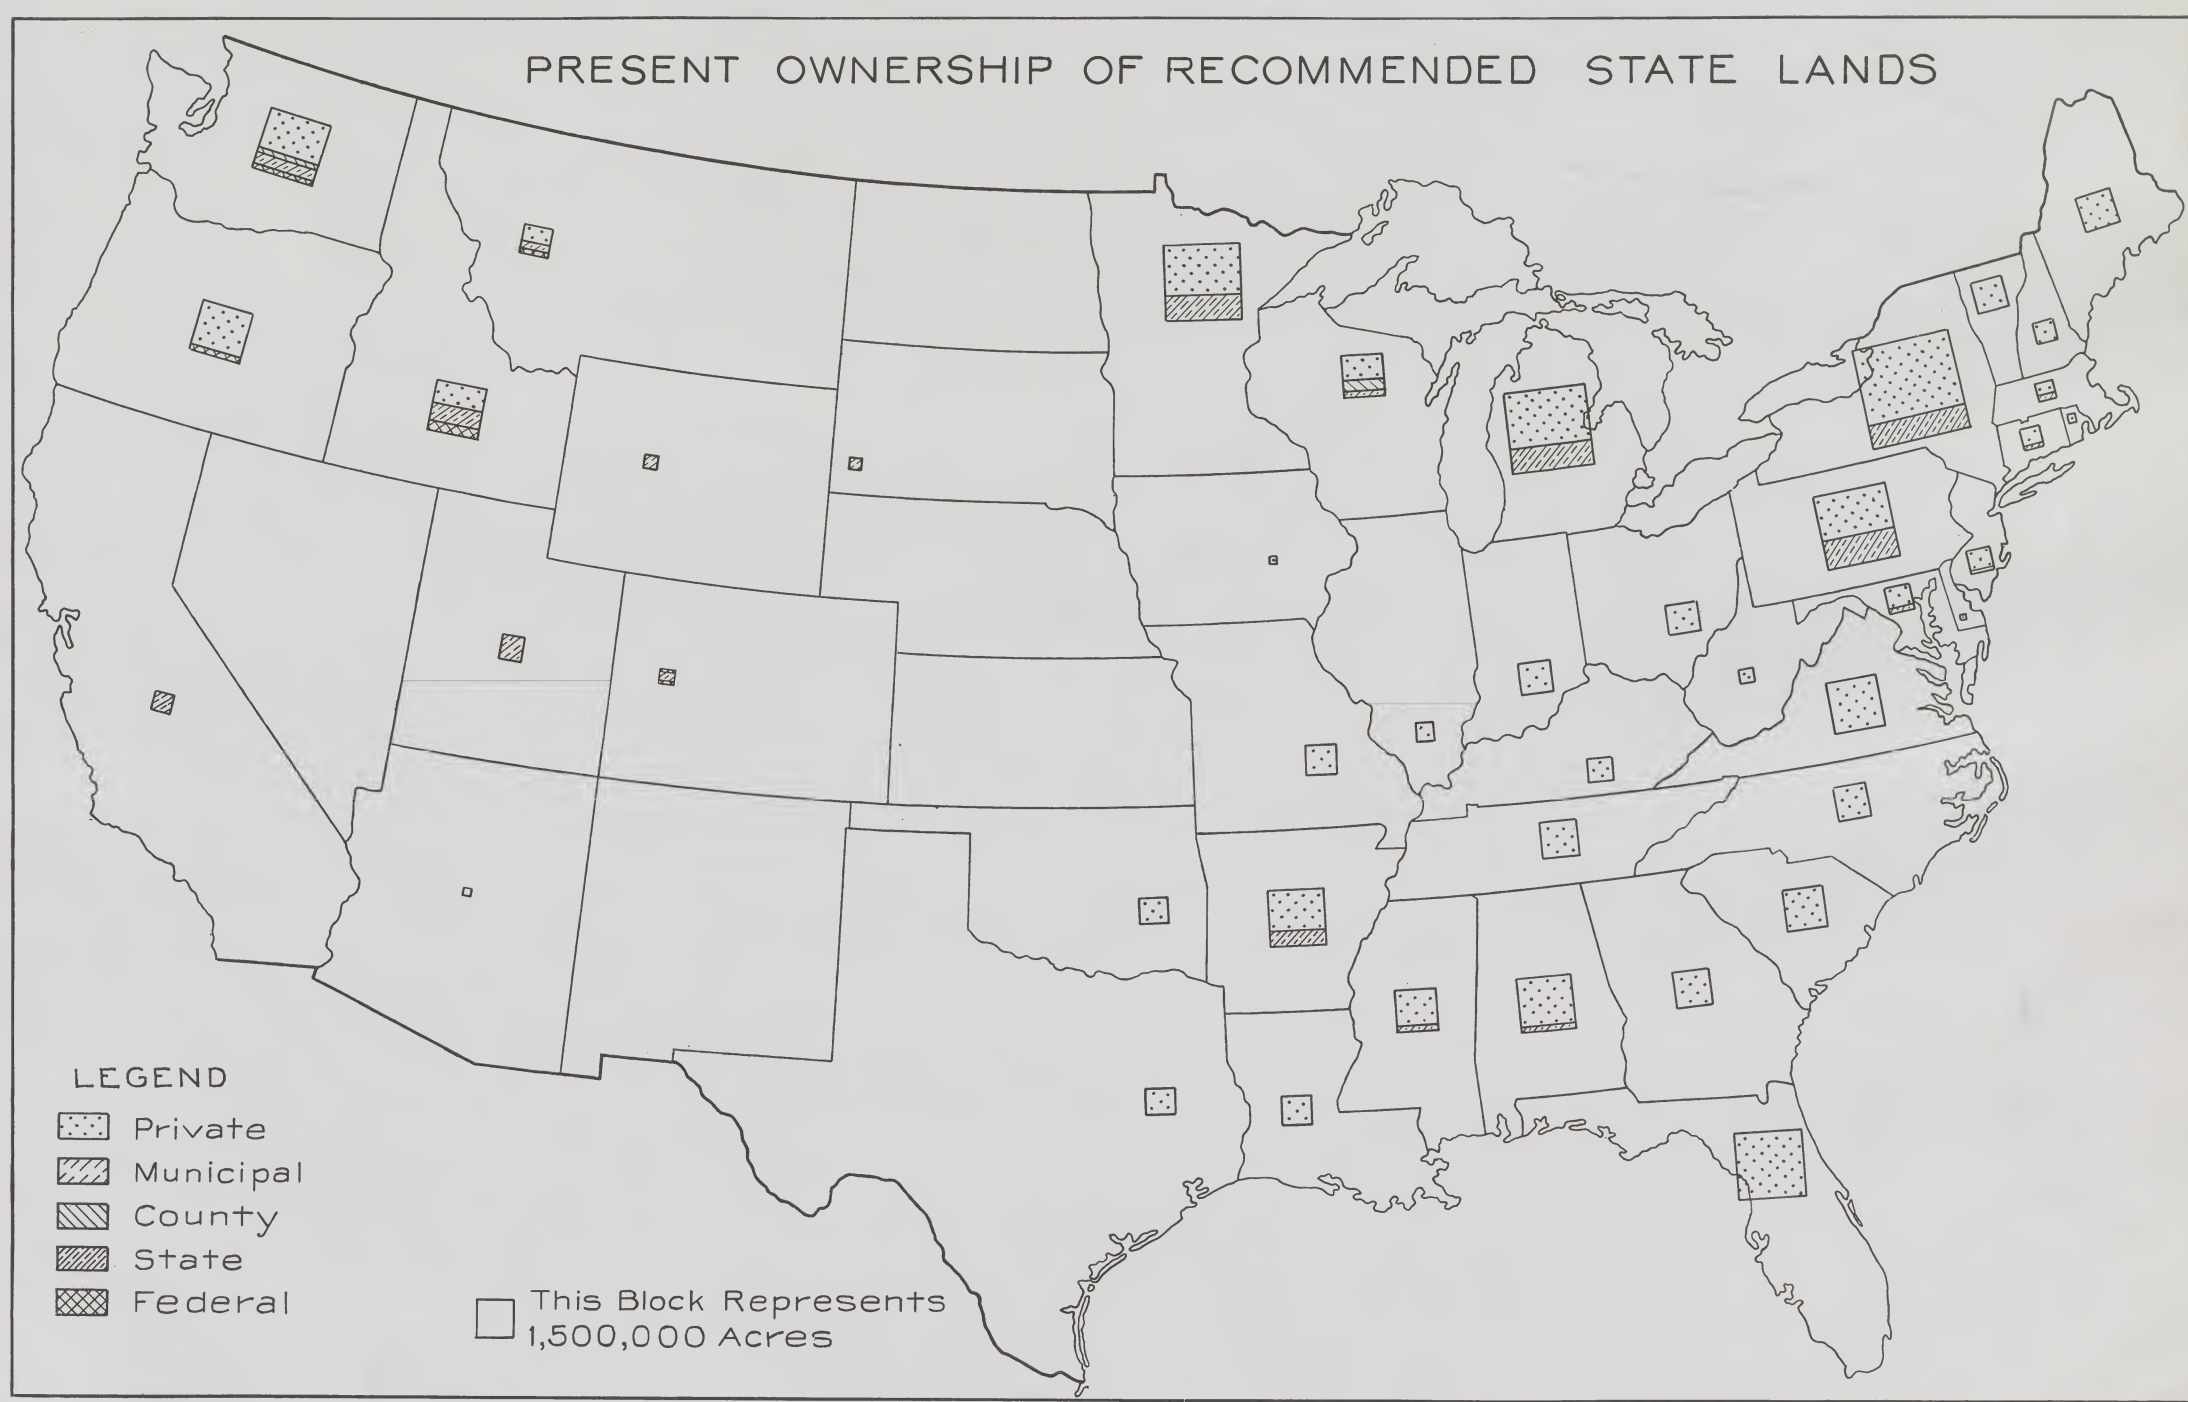 PRESENT OWNERSHIP OF RECOMMENDED STATE LANDS
LEGEND
Private
Municipal
County
State
Federal
This Block Represents
1,500,000 Acres